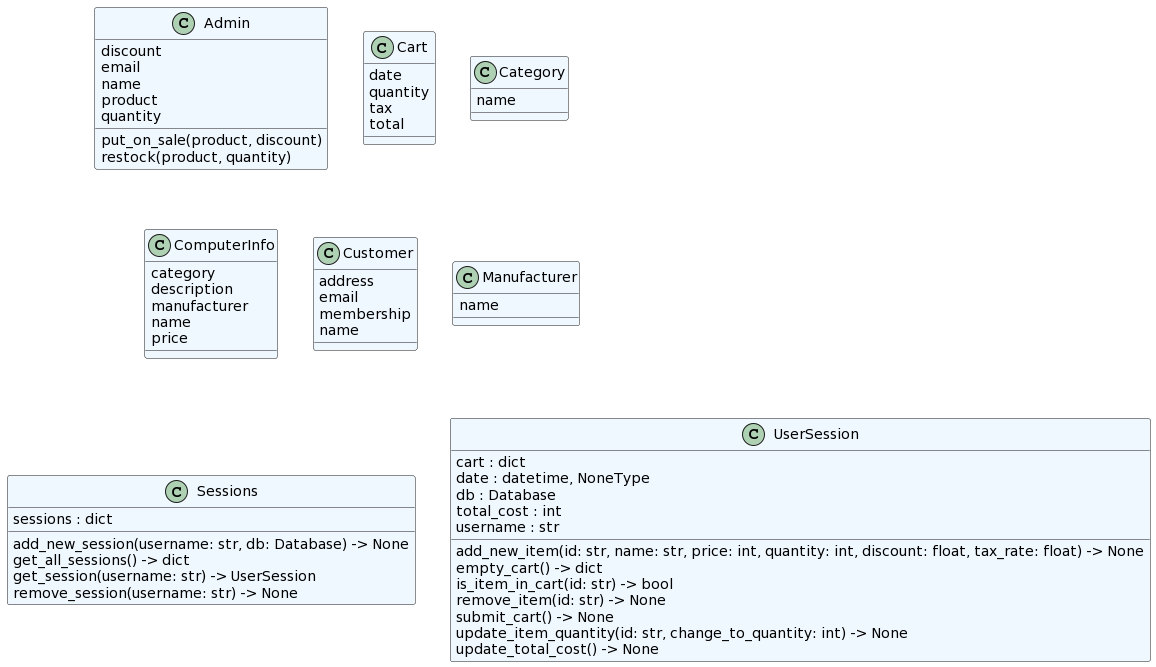 C Admin
discount
email
name
product
quantity
put_on_sale(product, discount)
restock(product, quantity)
C Cart
date
quantity
tax
total
C Category
name
C ComputerInfo
category
description
manufacturer
name
price
C Customer
address
email
membership
name
C Manufacturer
name
C Sessions
sessions : dict
add_new_session(username: str, db: Database) -> None
get_all_sessions() -> dict
get_session(username: str) -> UserSession
remove_session(username: str) -> None
C UserSession
cart : dict
date : datetime, NoneType
db : Database
total_cost : int
username : str
add_new_item(id: str, name: str, price: int, quantity: int, discount: float, tax_rate: float) -> None
empty_cart() -> dict
is_item_in_cart(id: str) -> bool
remove_item(id: str) -> None
submit_cart() -> None
update_item_quantity(id: str, change_to_quantity: int) -> None
update_total_cost() -> None